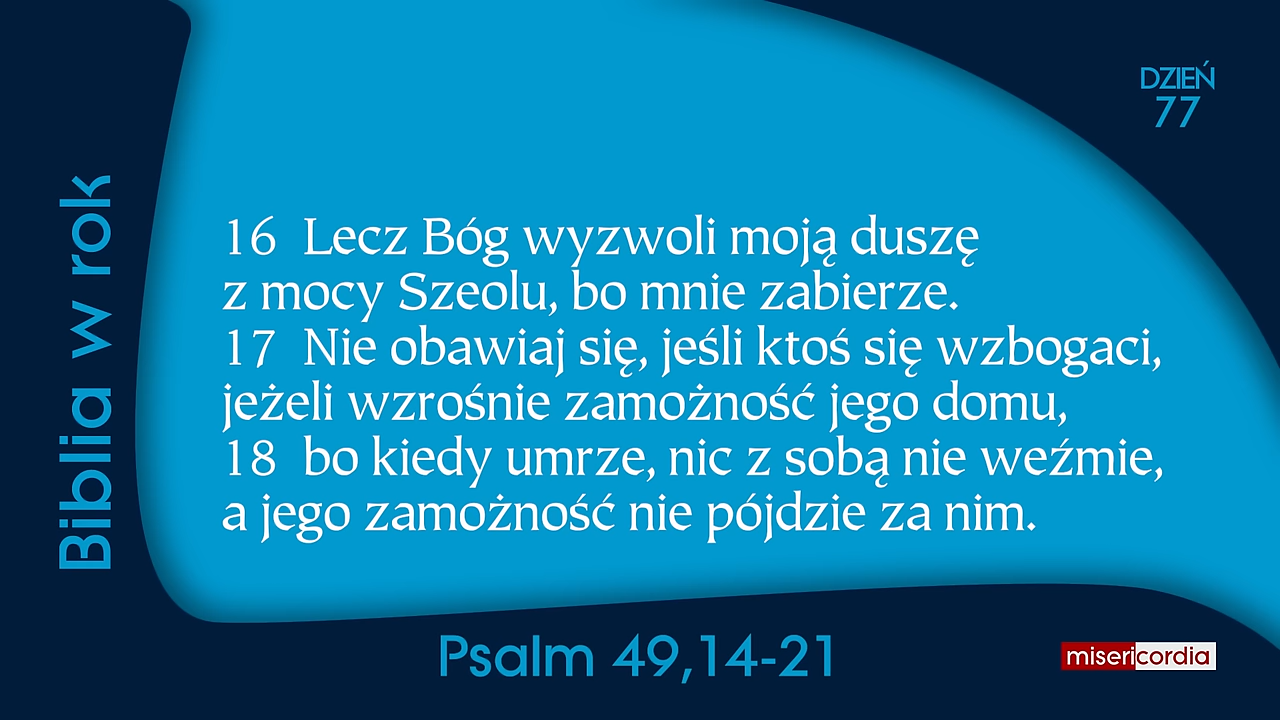 DZIEŃ
77
Biblia w rok
16 Lecz Bóg wyzwoli moją duszę
z mocy Szeolu, bo mnie zabierze.
17 Nie obawiaj się, jeśli ktoś się wzbogaci,
jeżeli wzrośnie zamożność jego domu,
18 bo kiedy umrze, nic z sobą nie weźmie,
a jego zamożność nie pójdzie za nim.
Psalm 49,14-21
misericordia